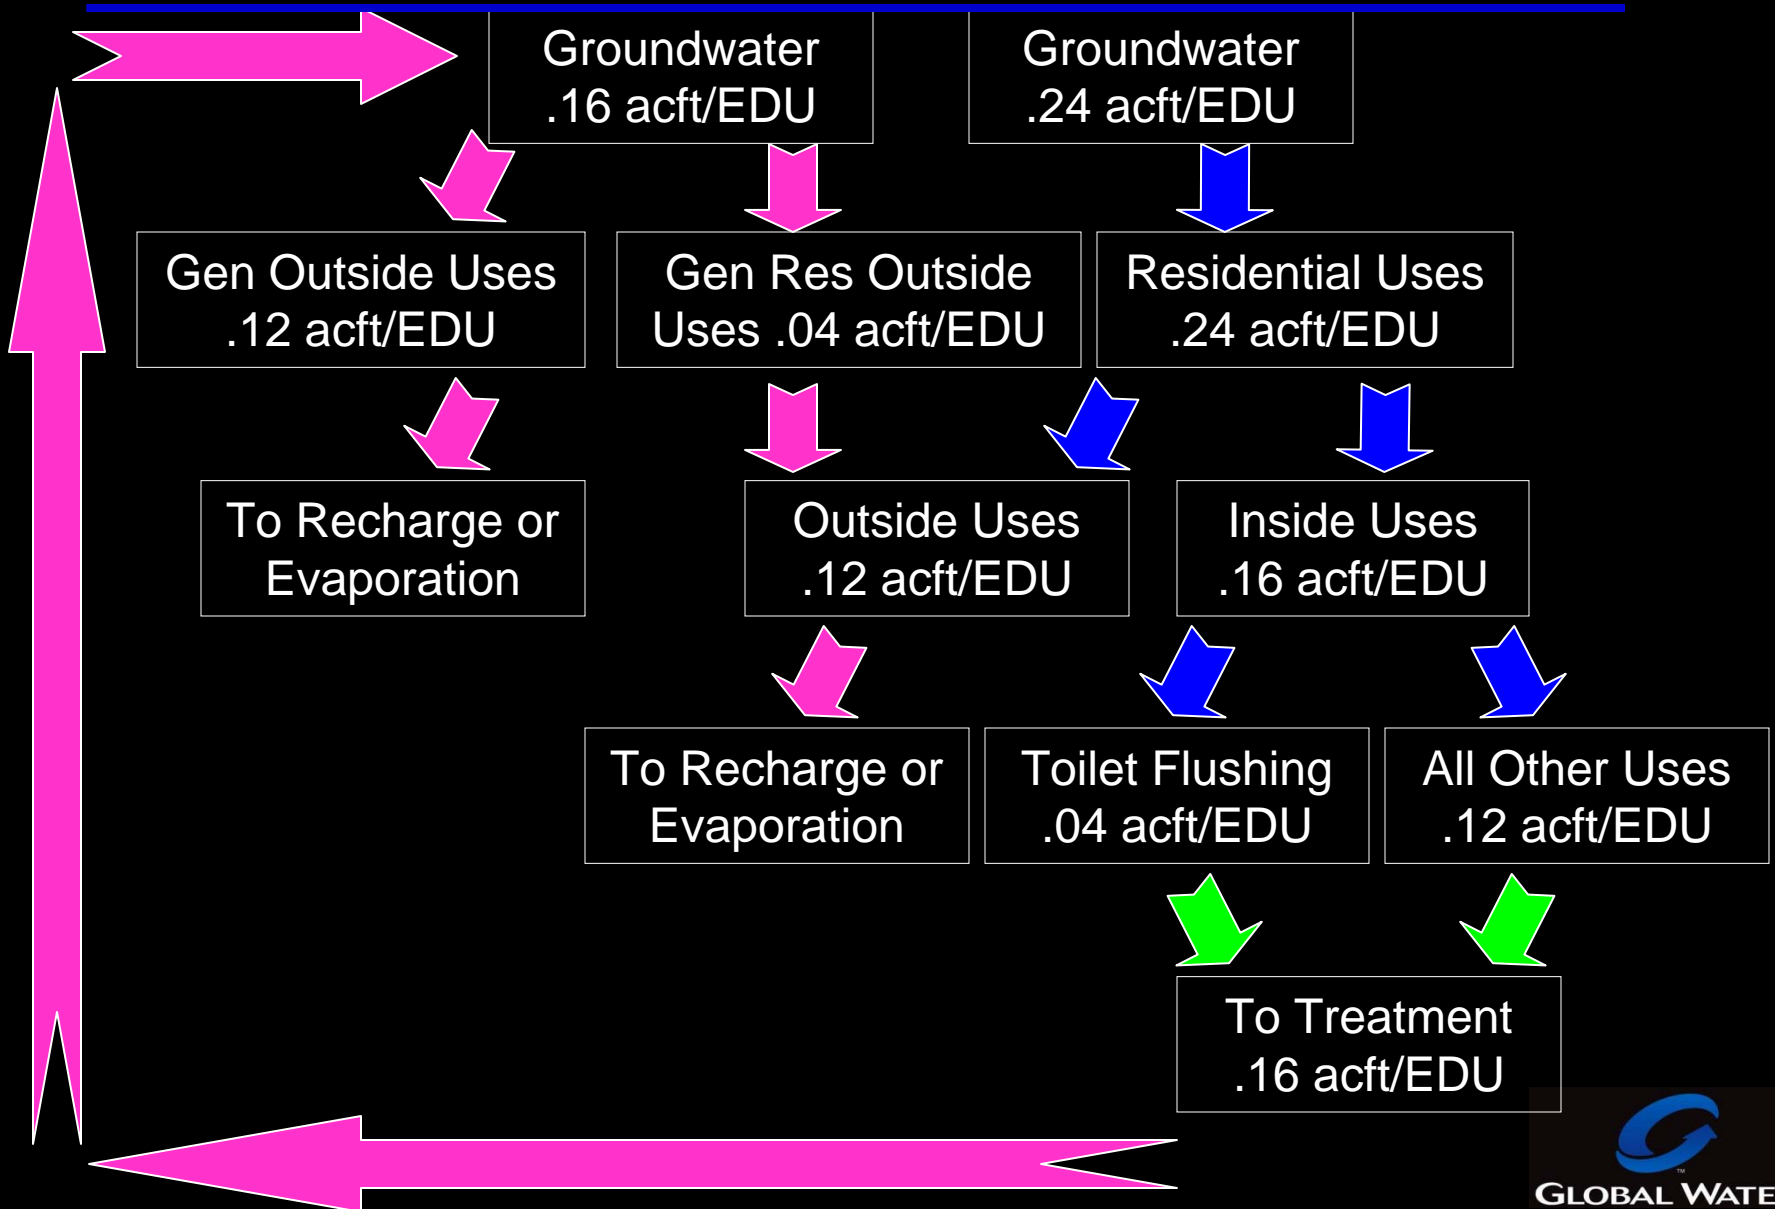 Groundwater
.16 acft/EDU
Groundwater
.24 acft/EDU
Gen Outside Uses
.12 acft/EDU
Gen Res Outside
Uses .04 acft/EDU
Residential Uses
.24 acft/EDU
To Recharge or
Evaporation
Outside Uses
.12 acft/EDU
Inside Uses
.16 acft/EDU
To Recharge or
Evaporation
Toilet Flushing
.04 acft/EDU
All Other Uses
.12 acft/EDU
To Treatment
.16 acft/EDU
TM
GLOBAL WATE